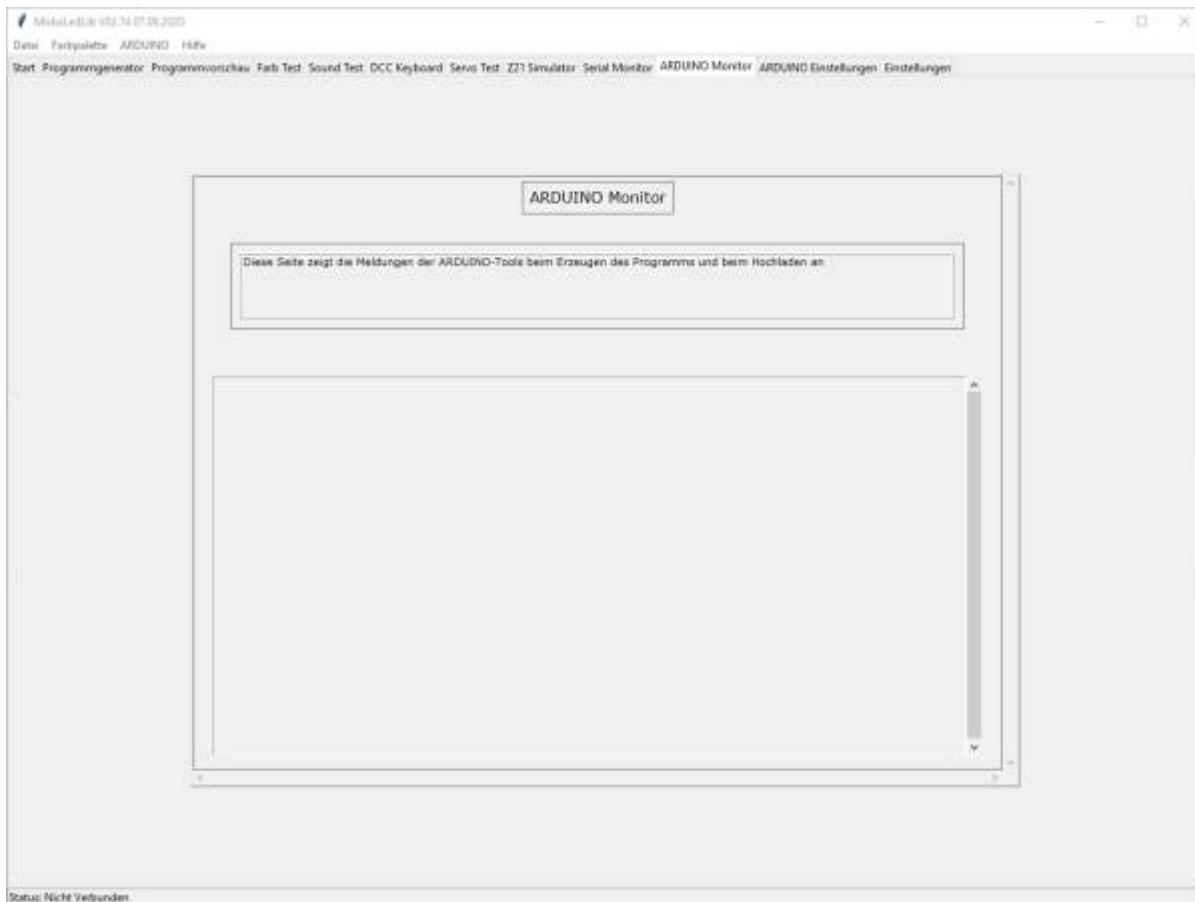 MobaLedLib V02.74 07.06.2020
Datei Farbpalette ARDUINO Hilfe
Start Programmgenerator Programmvorschau Farb Test Sound Test DCC Keyboard Servo Test Z21 Simulator Serial Monitor ARDUINO Monitor ARDUINO Einstellungen Einstellungen
ARDUINO Monitor
Diese Seite zeigt die Meldungen der ARDUINO-Tools beim Erzeugen des Programms und beim Hochladen an
Status: Nicht Verbunden